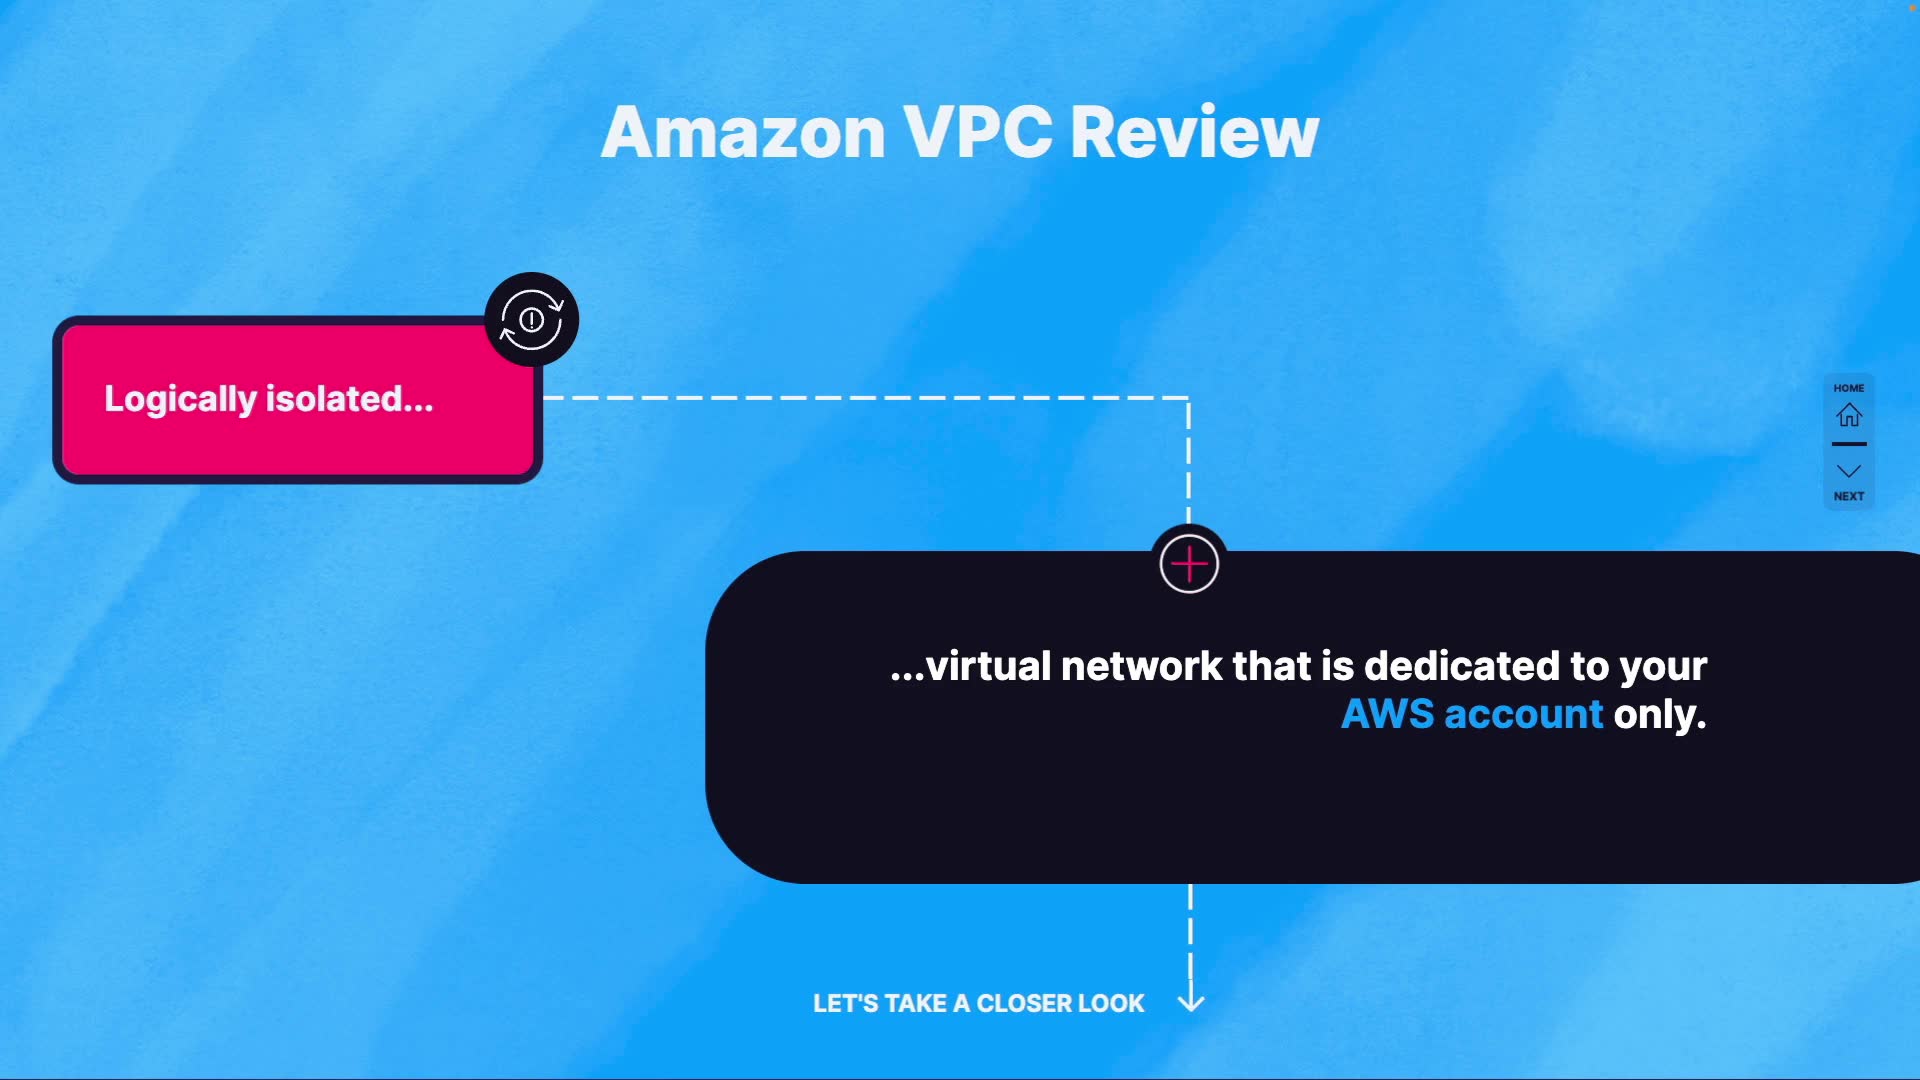 Amazon VPC Review
Logically isolated...
HOME
NEXT
...virtual network that is dedicated to your
AWS account only.
LET'S TAKE A CLOSER LOOK